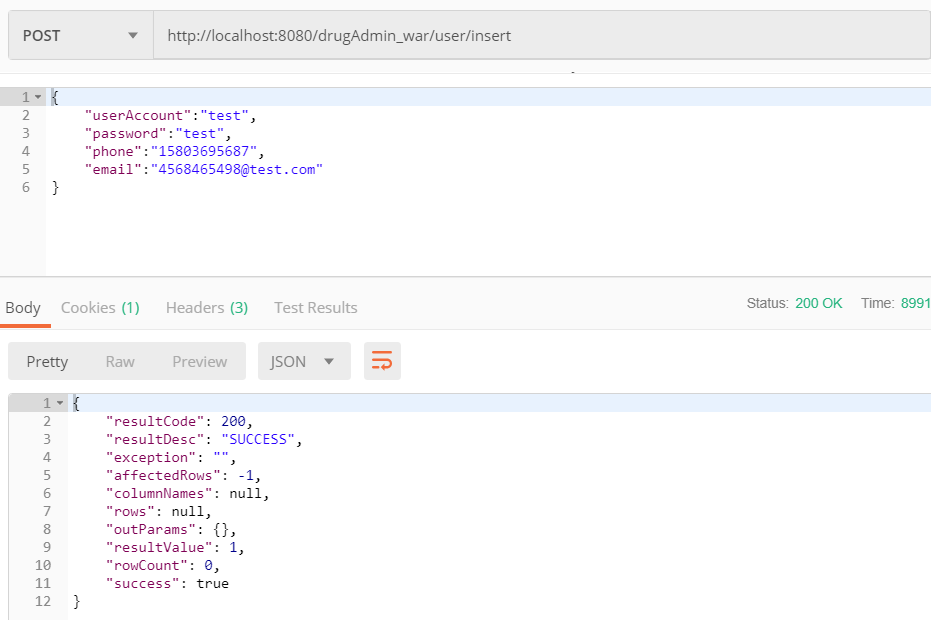 POST http://localhost:8080/drugAdmin_war/user/insert
1 {
2 "userAccount":"test",
3 "password":"test",
4 "phone":"15803695687",
5 "email":"4568465498@test.com"
6 }
Body Cookies (1) Headers (3) Test Results Status: 200 OK Time: 8991
Pretty Raw Preview JSON
1 {
2 "resultCode": 200,
3 "resultDesc": "SUCCESS",
4 "exception": "",
5 "affectedRows": -1,
6 "columnNames": null,
7 "rows": null,
8 "outParams": {},
9 "resultValue": 1,
10 "rowCount": 0,
11 "success": true
12 }